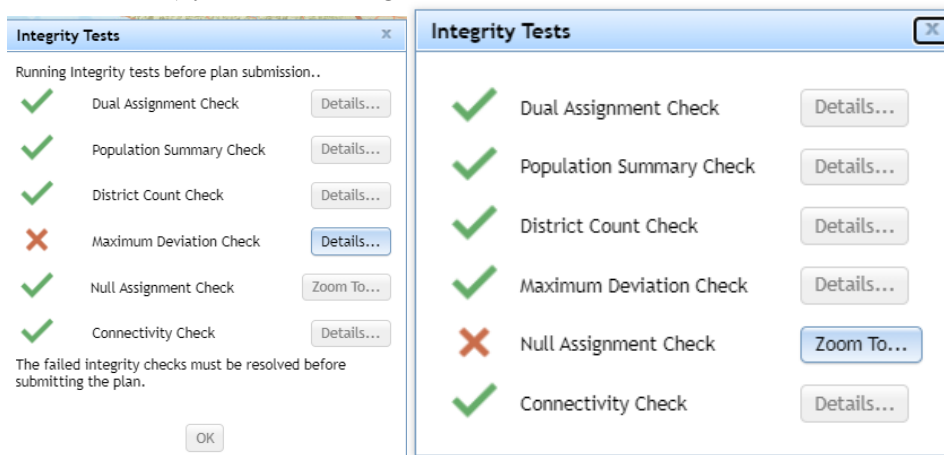 Integrity Tests x
Running Integrity tests before plan submission..
Dual Assignment Check Details...
Population Summary Check Details...
District Count Check Details...
Maximum Deviation Check Details...
Null Assignment Check Zoom To...
Connectivity Check Details...
The failed integrity checks must be resolved before
submitting the plan.
OK
Integrity Tests x
Dual Assignment Check Details...
Population Summary Check Details...
District Count Check Details...
Maximum Deviation Check Details...
Null Assignment Check Zoom To...
Connectivity Check Details...